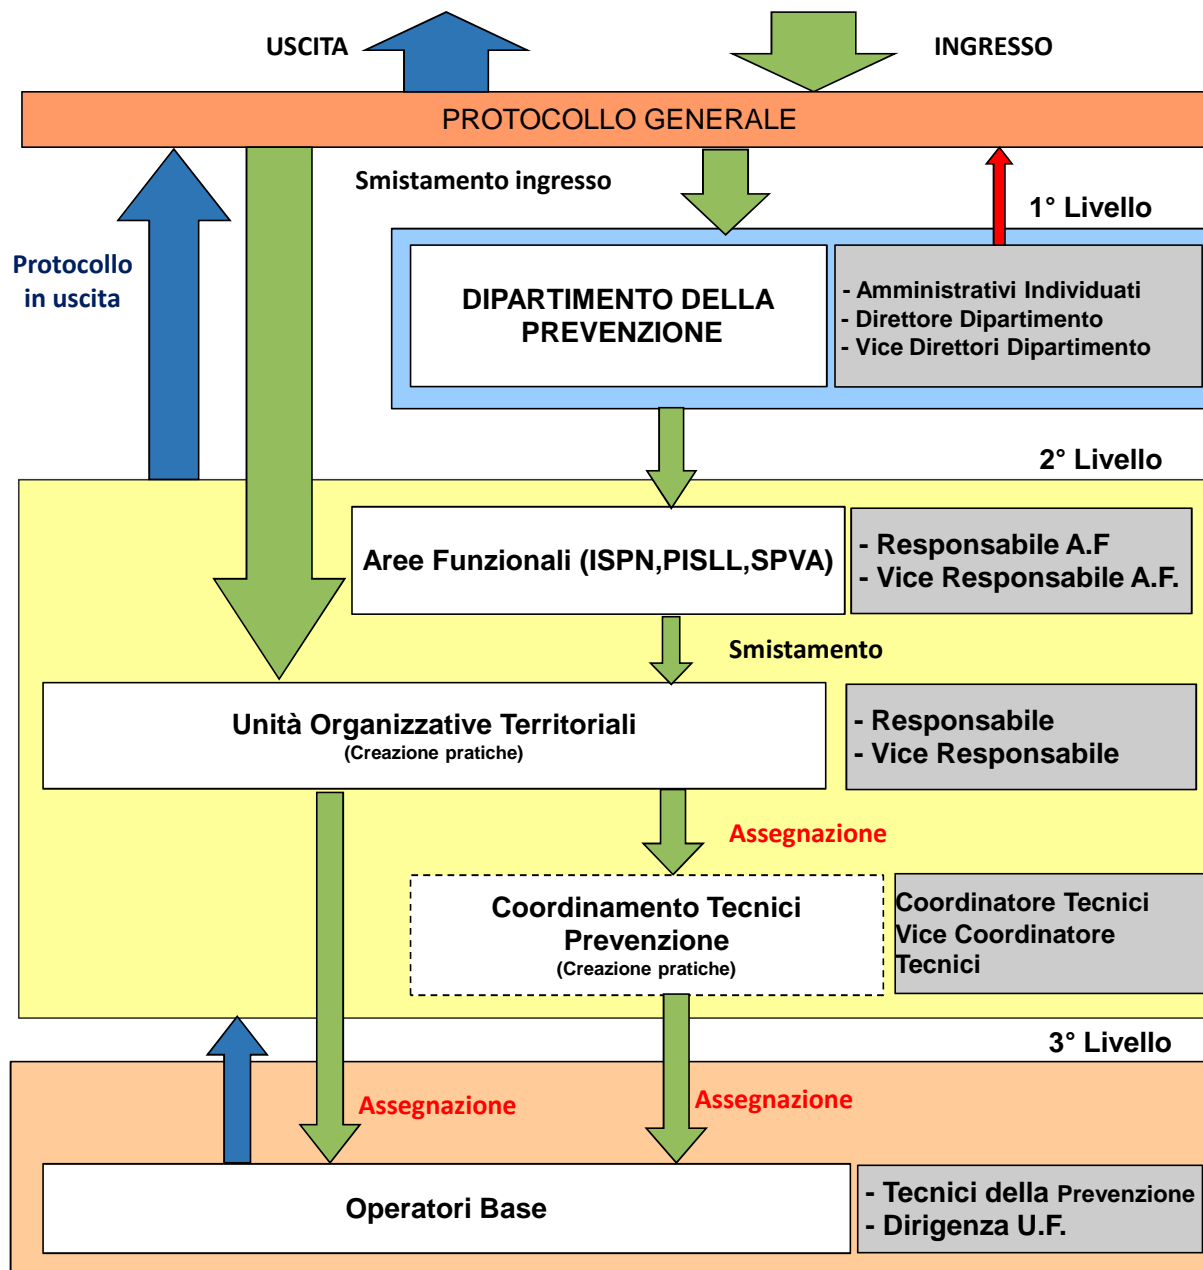 USCITA
INGRESSO
PROTOCOLLO GENERALE
Smistamento ingresso
1° Livello
Protocollo
in uscita
DIPARTIMENTO DELLA
PREVENZIONE
- Amministrativi Individuati
- Direttore Dipartimento
- Vice Direttori Dipartimento
2° Livello
Aree Funzionali (ISPN,PISLL,SPVA)
- Responsabile A.F
- Vice Responsabile A.F.
Smistamento
Unità Organizzative Territoriali
(Creazione pratiche)
- Responsabile
- Vice Responsabile
Assegnazione
Coordinamento Tecnici
Prevenzione
(Creazione pratiche)
Coordinatore Tecnici
Vice Coordinatore
Tecnici
3° Livello
Assegnazione
Assegnazione
Operatori Base
- Tecnici della Prevenzione
- Dirigenza U.F.